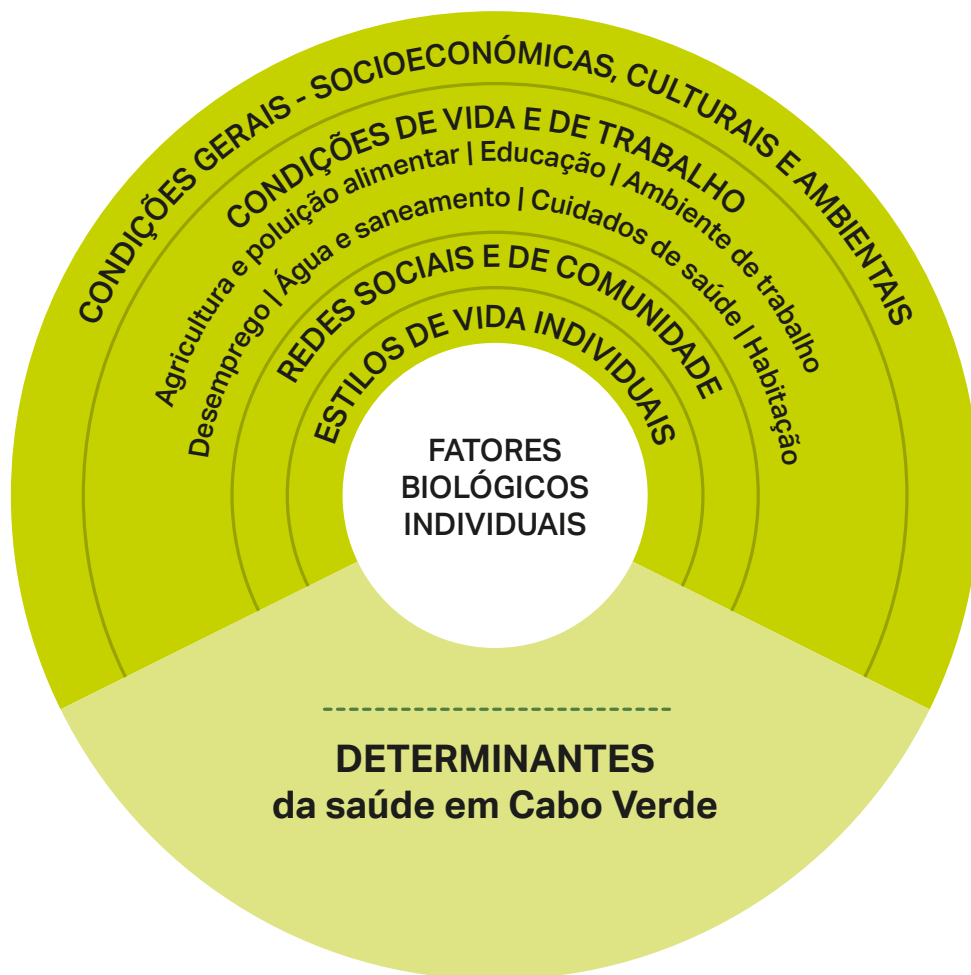 CONDIÇÕES GERAIS - SOCIOECONÓMICAS, CULTURAIS E AMBIENTAIS
CONDIÇÕES DE VIDA E DE TRABALHO
Agricultura e poluição alimentar | Educação | Ambiente de trabalho
Desemprego | Água e saneamento | Cuidados de saúde | Habitação
REDES SOCIAIS E DE COMUNIDADE
ESTILOS DE VIDA INDIVIDUAIS
FATORES
BIOLÓGICOS
INDIVIDUAIS
DETERMINANTES
da saúde em Cabo Verde